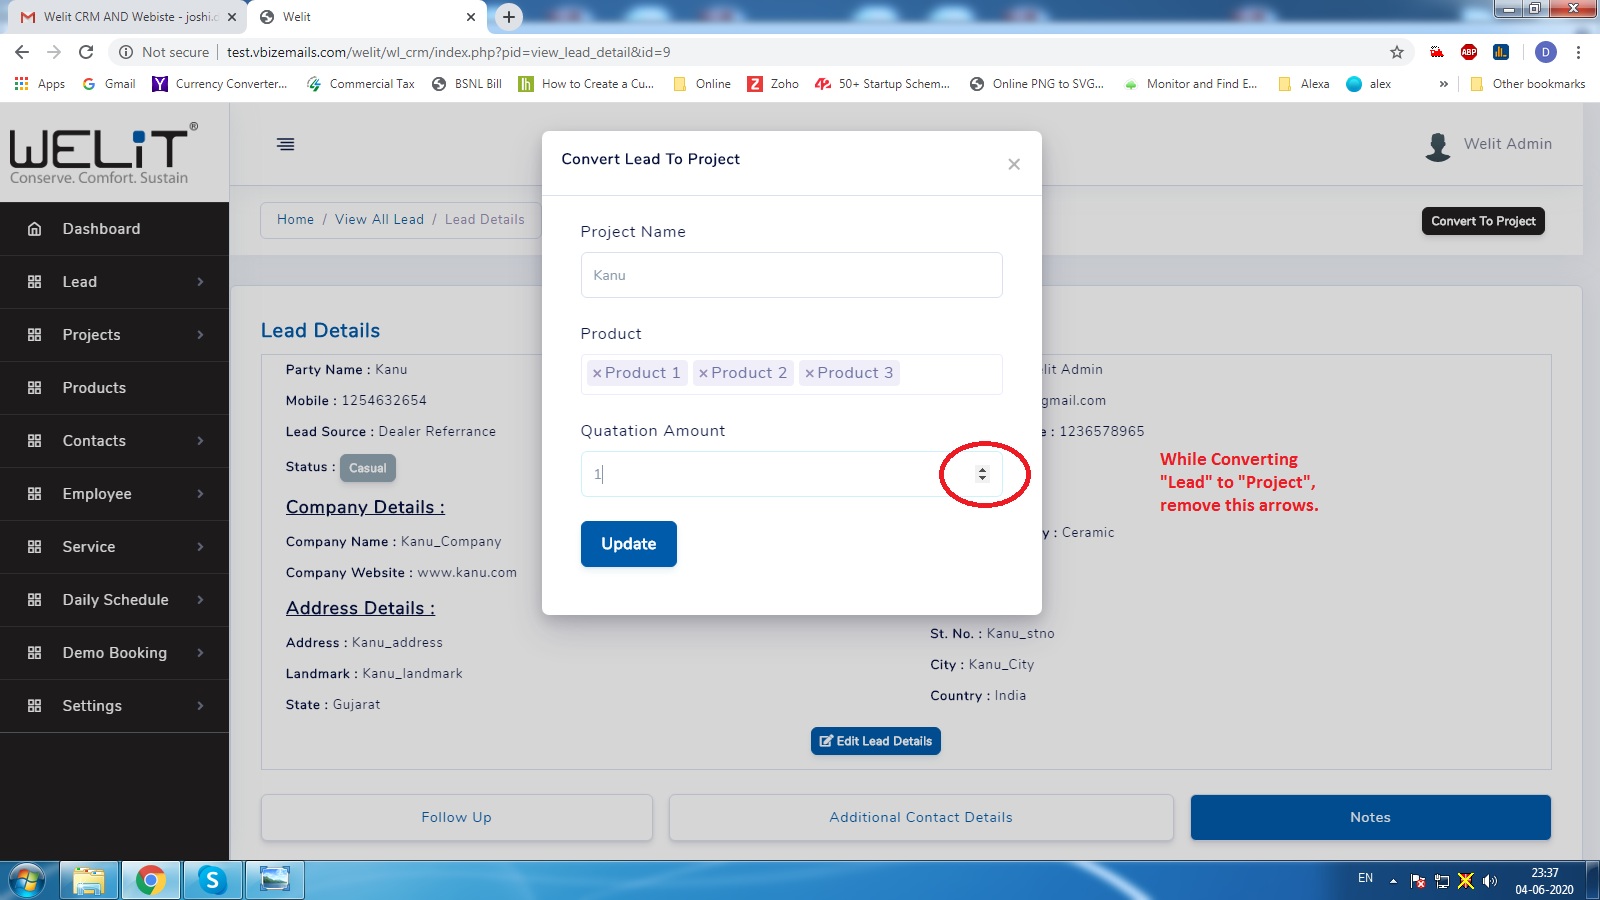 Welit CRM AND Webiste - joshi.d
Welit
Not secure
test.vbizemails.com/welit/wl_crm/index.php?pid=view_lead_detail&id=9
D
Apps
Gmail
Currency Converter...
Commercial Tax
BSNL Bill
How to Create a Cu...
Online
Zoho
50+ Startup Schem...
Online PNG to SVG...
Monitor and Find E...
Alexa
alex
»
Other bookmarks
WELiT®
Conserve. Comfort. Sustain
Welit Admin
Home / View All Lead / Lead Details
Convert To Project
Dashboard
Lead
Projects
Products
Contacts
Employee
Service
Daily Schedule
Demo Booking
Settings
Convert Lead To Project
×
Project Name
Kanu
Product
×Product 1 ×Product 2 ×Product 3
Quatation Amount
1
Update
Lead Details
Party Name : Kanu
Mobile : 1254632654
Lead Source : Dealer Referrance
Status : Casual
Company Details :
Company Name : Kanu_Company
Company Website : www.kanu.com
Address Details :
Address : Kanu_address
Landmark : Kanu_landmark
State : Gujarat
elit Admin
gmail.com
e : 1236578965
y : Ceramic
St. No. : Kanu_stno
City : Kanu_City
Country : India
While Converting
"Lead" to "Project",
remove this arrows.
Edit Lead Details
Follow Up
Additional Contact Details
Notes
EN
23:37
04-06-2020